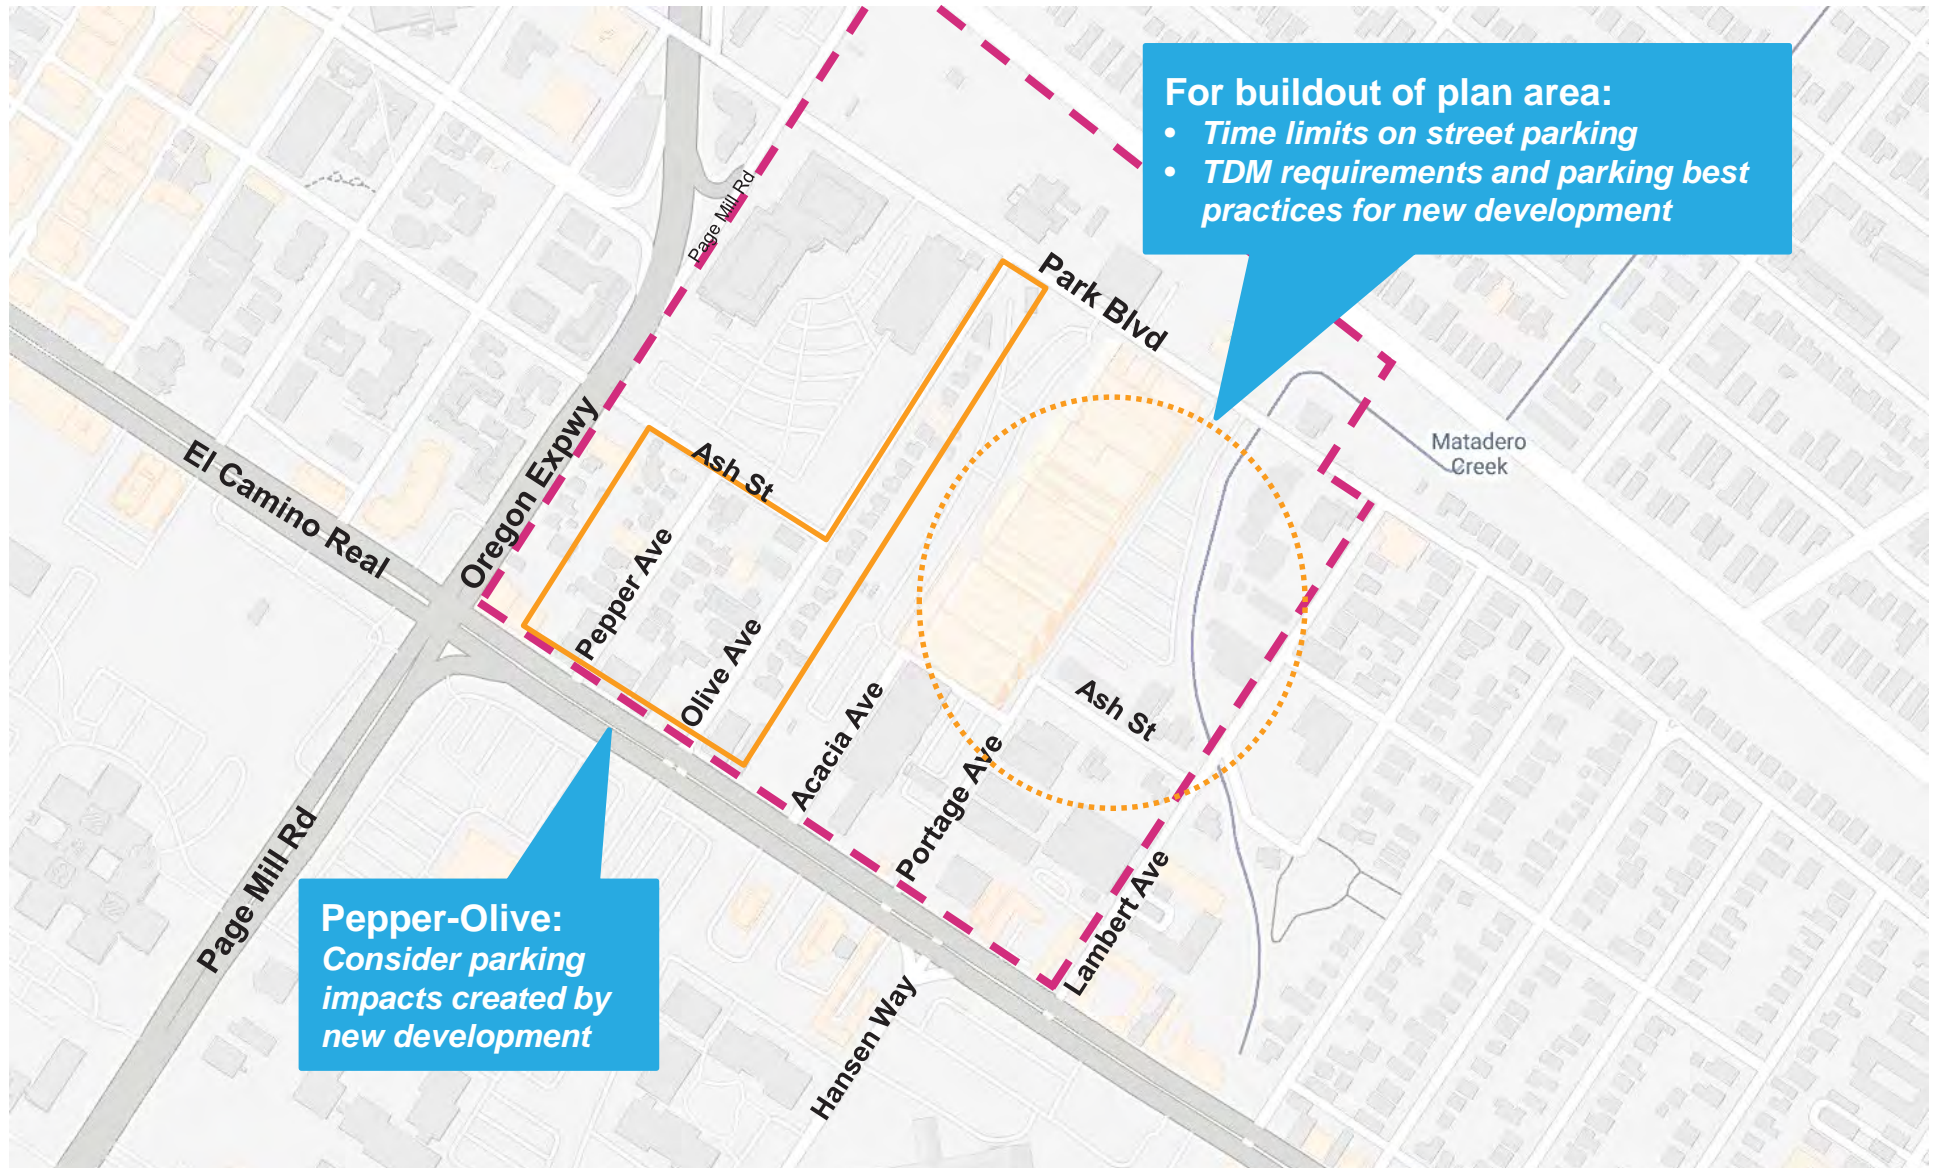 For buildout of plan area:
• Time limits on street parking
• TDM requirements and parking best
practices for new development
Page Mill Rd
Park Blvd
Matadero
Creek
El Camino Real
Oregon Expwy
Ash St
Pepper Ave
Olive Ave
Acacia Ave
Ash St
Portage Ave
Lambert Ave
Page Mill Rd
Hansen Way
Pepper-Olive:
Consider parking
impacts created by
new development